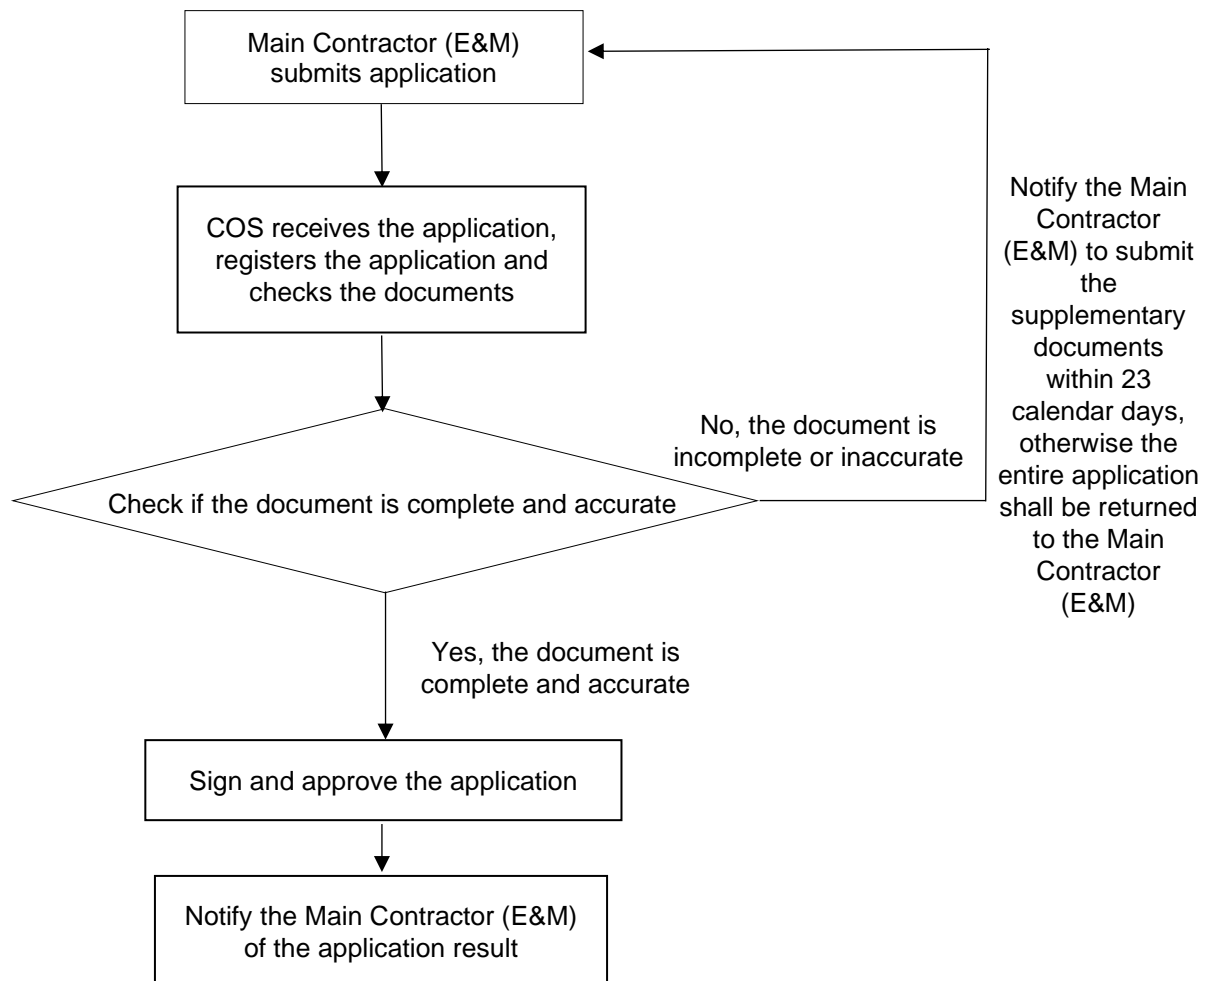 Main Contractor (E&M)
submits application
COS receives the application,
registers the application and
checks the documents
Check if the document is complete and accurate
No, the document is
incomplete or inaccurate
Notify the Main
Contractor
(E&M) to submit
the
supplementary
documents
within 23
calendar days,
otherwise the
entire application
shall be returned
to the Main
Contractor
(E&M)
Yes, the document is
complete and accurate
Sign and approve the application
Notify the Main Contractor (E&M)
of the application result